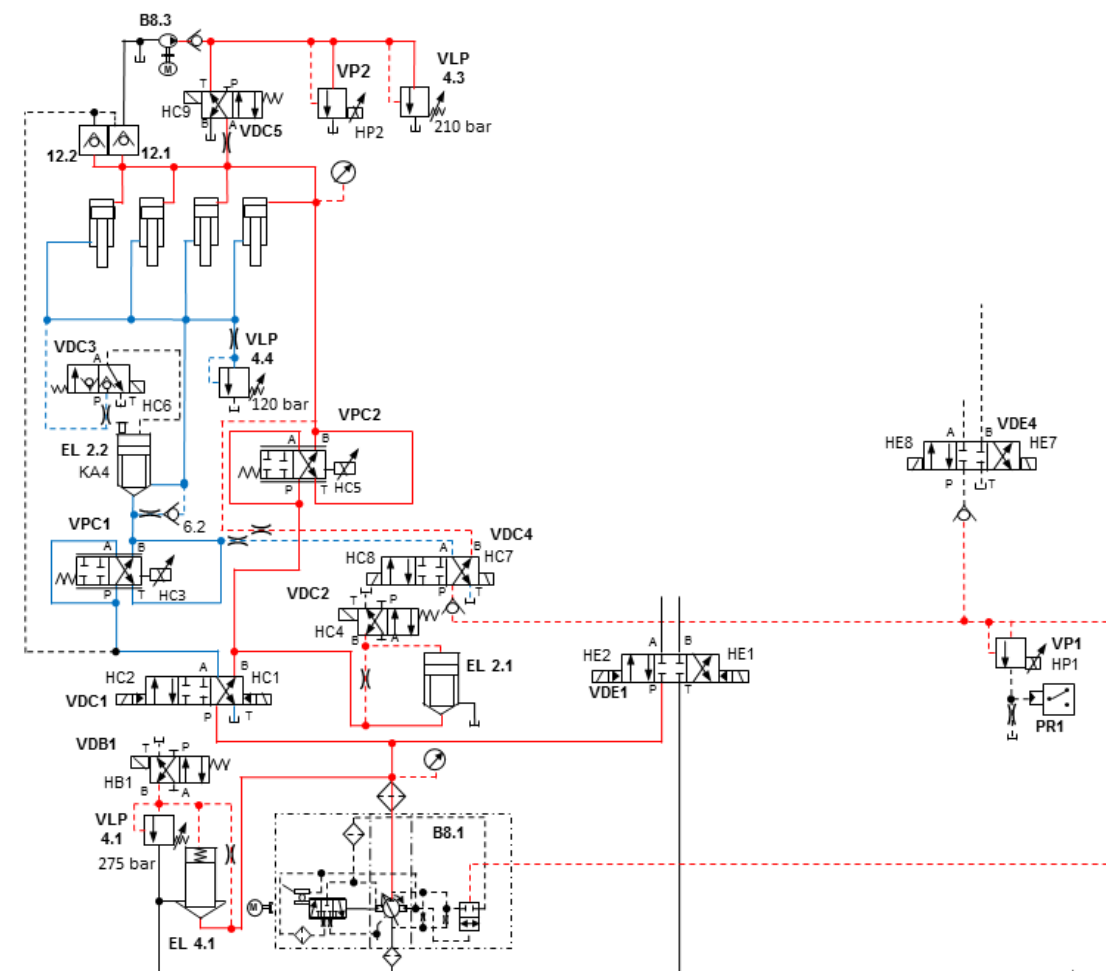 B8.3
M
T P
HC9
B A
VDC5
VP2
HP2
VLP
4.3
210 bar
12.2
12.1
VDC3
A
P T
HC6
VLP
4.4
120 bar
EL 2.2
KA4
6.2
VPC2
A B
P T
HC5
VPC1
A B
P T
HC3
VDC4
A B
HC8
HC7
P T
VDC2
T P
HC4
B A
EL 2.1
VDE4
A B
HE8
HE7
P T
VP1
HP1
PR1
HC2
A B
HC1
VDC1
P T
A B
HE2
HE1
VDE1
P T
VDB1
T P
HB1
B A
VLP
4.1
275 bar
EL 4.1
B8.1
M